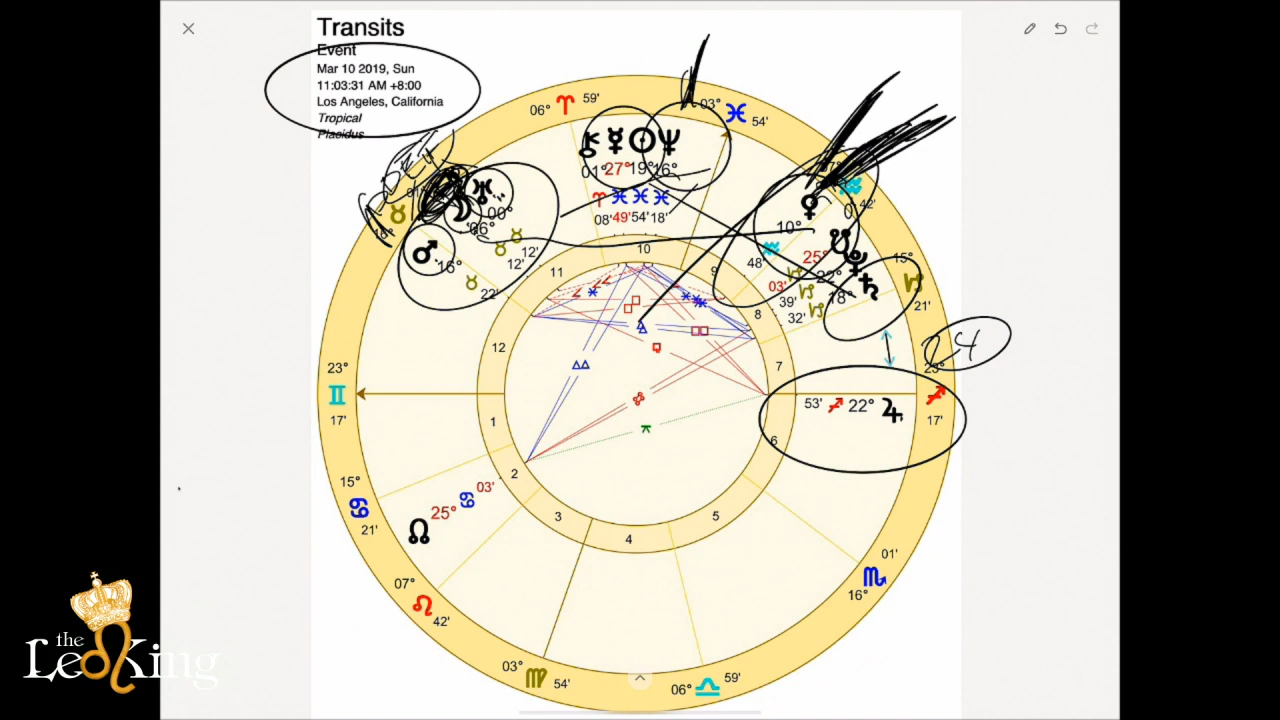 Transits
Event
Mar 10 2019, Sun
11:03:31 AM +8:00
Los Angeles, California
Tropical
Placidus
06° ♈ 59'
03° ♓ 54'
♒ 42'
15° ♑ 21'
23° ♐ 17'
01' ♏ 16°
06° ♎ 59'
03° ♍ 54'
07° ♌ 42'
15° ♋ 21'
23° ♊ 17'
♉
⚷ ☿ ☉ ♆
01° 27° 19° 16°
♈ ♓ ♓ ♓
08' 49' 54' 18'
♅ 00° ♉ 12'
☽ 06° ♉ 12'
♂ 16° ♉ 22'
♀ 10° ♒ 48'
☋ 25° ♑ 03'
♇ 22° ♑ 39'
♄ 18° ♑ 32'
53' ♐ 22° ♃
☊ 25° ♋ 03'
24
1
2
3
4
5
6
7
8
9
10
11
12
the
Leo King